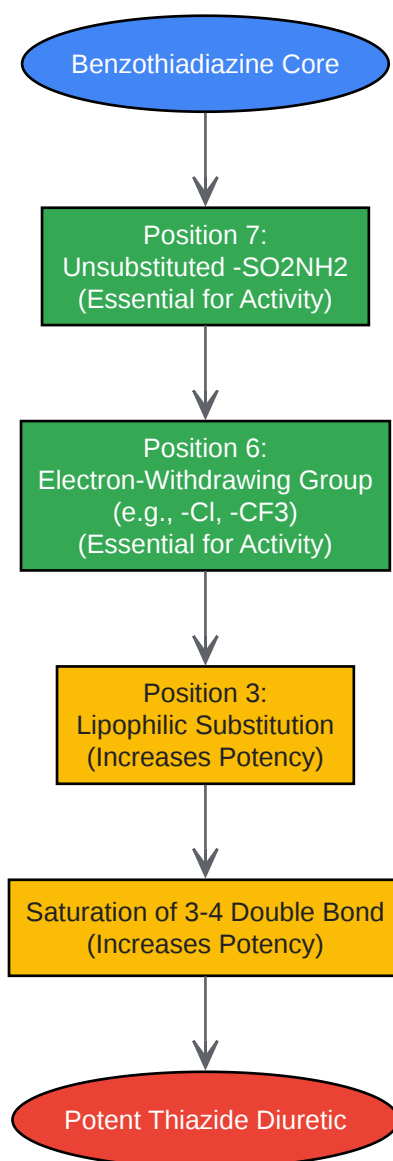 Benzothiadiazine Core
Position 7:
Unsubstituted -SO2NH2
(Essential for Activity)
Position 6:
Electron-Withdrawing Group
(e.g., -Cl, -CF3)
(Essential for Activity)
Position 3:
Lipophilic Substitution
(Increases Potency)
Saturation of 3-4 Double Bond
(Increases Potency)
Potent Thiazide Diuretic